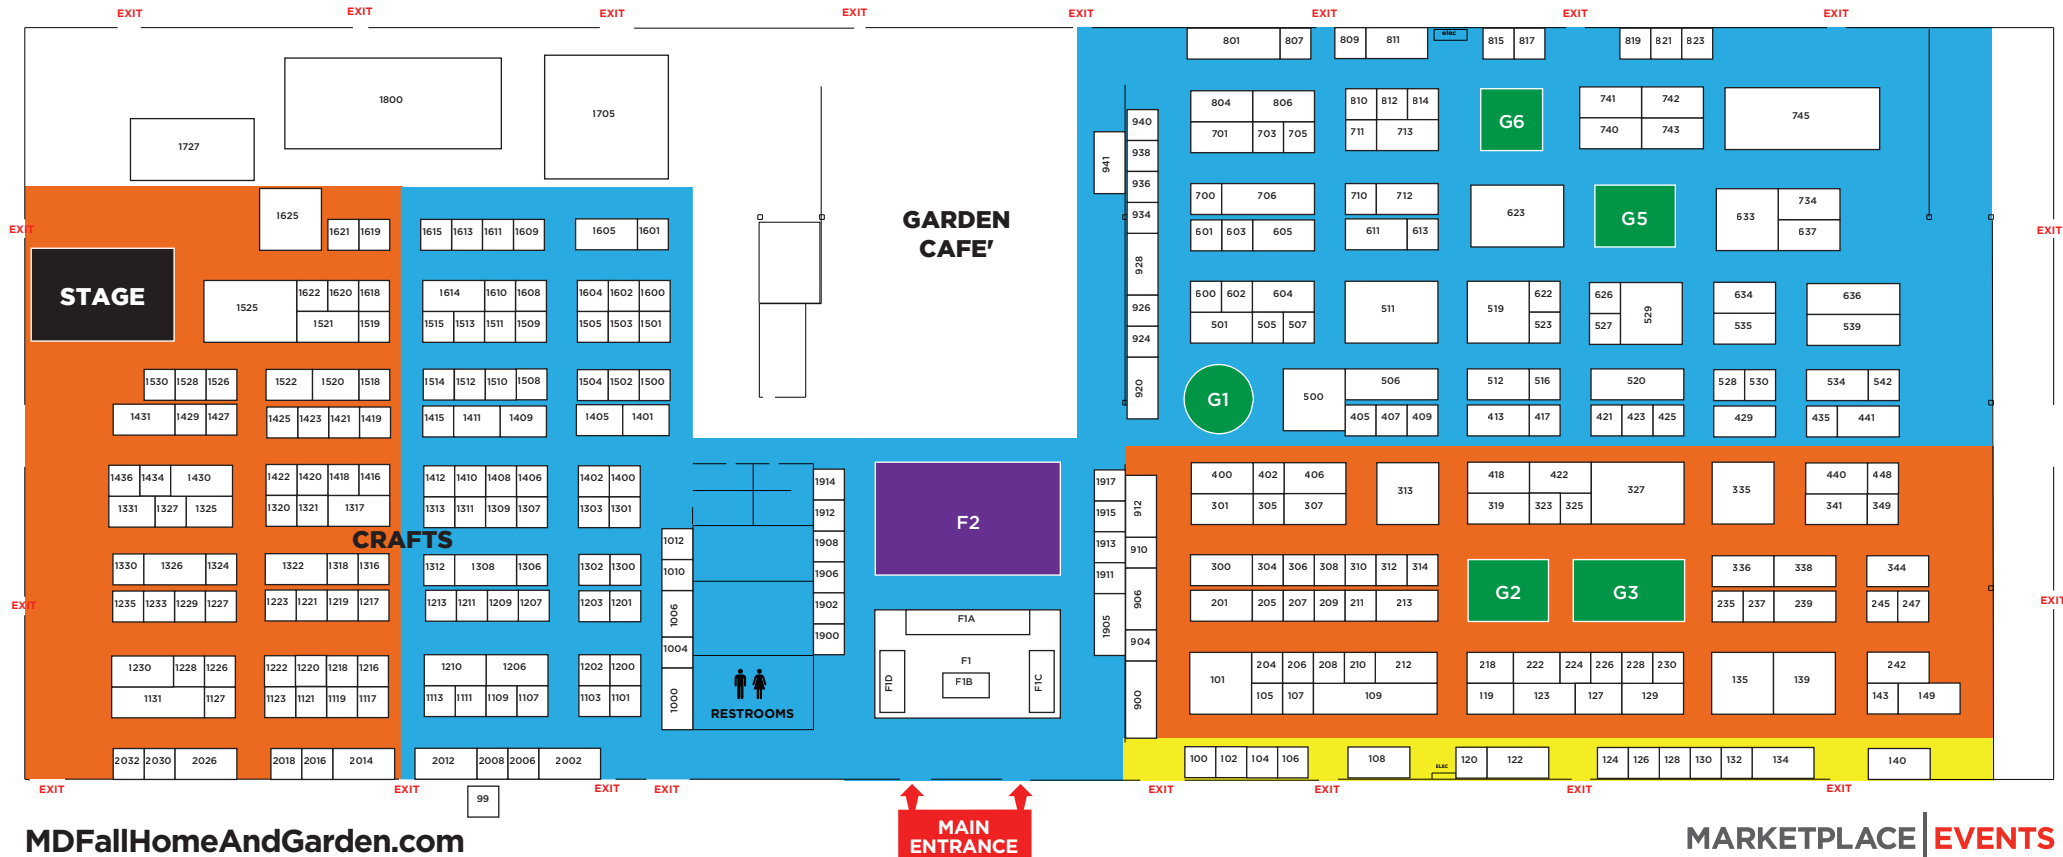 EXIT EXIT EXIT EXIT EXIT EXIT EXIT EXIT
801 807 809 811 elec 815 817 819 821 823
1800 1705 1727
804 806 810 812 814 G6 741 742 745
701 703 705 711 713 740 743
940 938 936 934 928 926 924 920 941
1625 1621 1619 1615 1613 1611 1609 1605 1601
GARDEN
CAFE'
700 706 710 712 623 G5 633 734
601 603 605 611 613 637
EXIT EXIT
STAGE
1525 1622 1620 1618 1614 1610 1608 1604 1602 1600
1521 1519 1515 1513 1511 1509 1505 1503 1501
600 602 604 511 519 622 626 529 634 636
501 505 507 523 527 535 539
1530 1528 1526 1522 1520 1518 1514 1512 1510 1508 1504 1502 1500
1431 1429 1427 1425 1423 1421 1419 1415 1411 1409 1405 1401
G1 500 506 512 516 520 528 530 534 542
405 407 409 413 417 421 423 425 429 435 441
1436 1434 1430 1422 1420 1418 1416 1412 1410 1408 1406 1402 1400
1331 1327 1325 1320 1321 1317 1313 1311 1309 1307 1303 1301
CRAFTS
1914 1912 1908 1906 1902 1900
F2
1917 1915 1913 1911 1905
912 910 906 904 900
400 402 406 313 418 422 327 335 440 448
301 305 307 319 323 325 341 349
1330 1326 1324 1322 1318 1316 1312 1308 1306 1302 1300
1235 1233 1229 1227 1223 1221 1219 1217 1213 1211 1209 1207 1203 1201
1012 1010 1006 1004 1000
300 304 306 308 310 312 314 G2 G3 336 338 344
201 205 207 209 211 213 235 237 239 245 247
EXIT EXIT
F1A
F1
F1D F1B F1C
1230 1228 1226 1222 1220 1218 1216 1210 1206 1202 1200
1131 1127 1123 1121 1119 1117 1113 1111 1109 1107 1103 1101
RESTROOMS
101 204 206 208 210 212 218 222 224 226 228 230 135 139 242
105 107 109 119 123 127 129 143 149
2032 2030 2026 2018 2016 2014 2012 2008 2006 2002
100 102 104 106 108 ELEC 120 122 124 126 128 130 132 134 140
EXIT EXIT EXIT EXIT EXIT EXIT EXIT EXIT
99
MAIN
ENTRANCE
MDFallHomeAndGarden.com
MARKETPLACE EVENTS